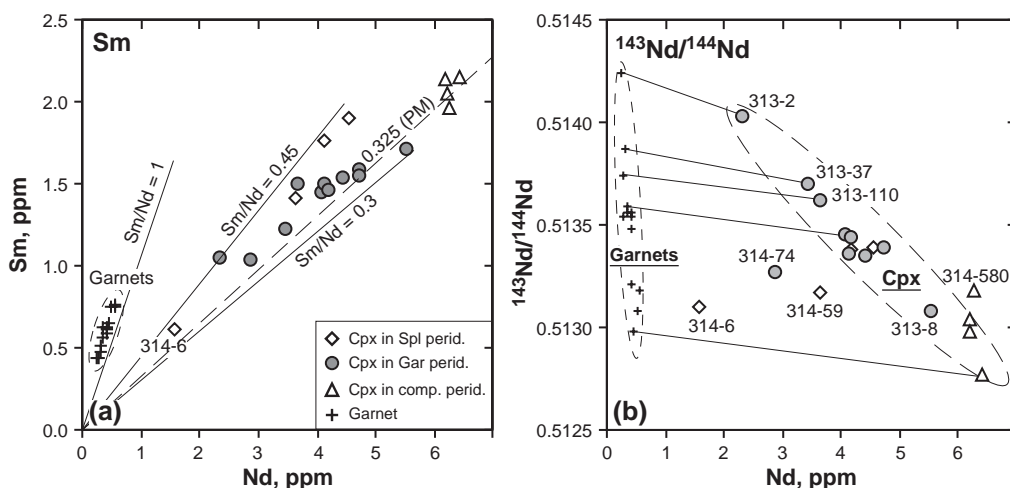 Sm
2.5
2.0
1.5
1.0
0.5
0.0
Sm, ppm
0 1 2 3 4 5 6
Nd, ppm
Sm/Nd = 1
Sm/Nd = 0.45
0.325 (PM)
Sm/Nd = 0.3
Garnets
314-6
(a)
Cpx in Spl perid.
Cpx in Gar perid.
Cpx in comp. perid.
Garnet
143Nd/144Nd
0.5145
0.5140
0.5135
0.5130
0.5125
143Nd/144Nd
0 1 2 3 4 5 6
Nd, ppm
313-2
313-37
313-110
314-74
Garnets
Cpx
314-580
314-59
314-6
313-8
(b)